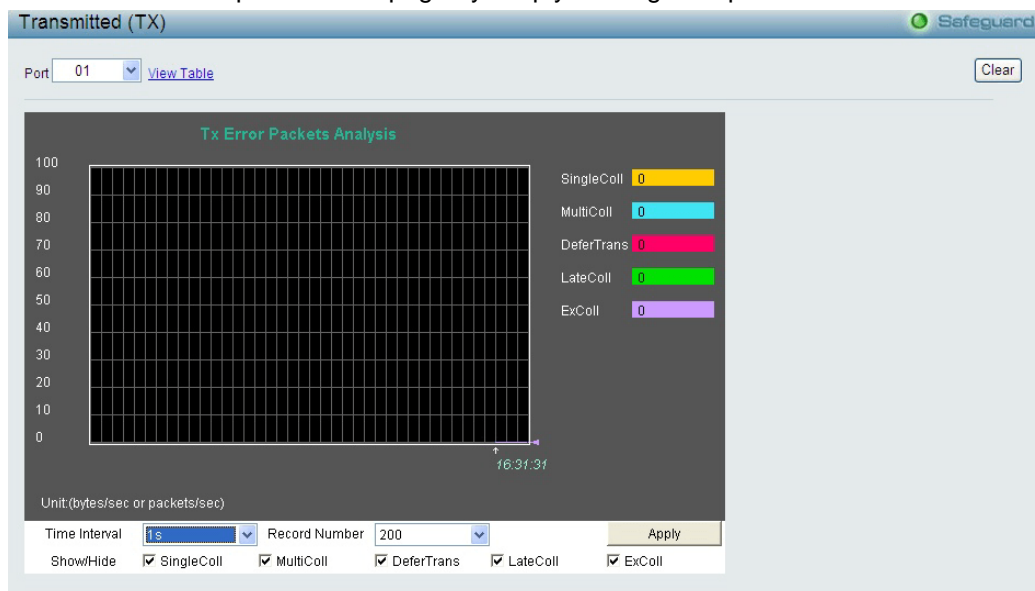 Transmitted (TX)
Safeguard
Port 01 View Table
Clear
Tx Error Packets Analysis
100
90
80
70
60
50
40
30
20
10
0
SingleColl 0
MultiColl 0
DeferTrans 0
LateColl 0
ExColl 0
16:31:31
Unit:(bytes/sec or packets/sec)
Time Interval 1s Record Number 200 Apply
Show/Hide SingleColl MultiColl DeferTrans LateColl ExColl